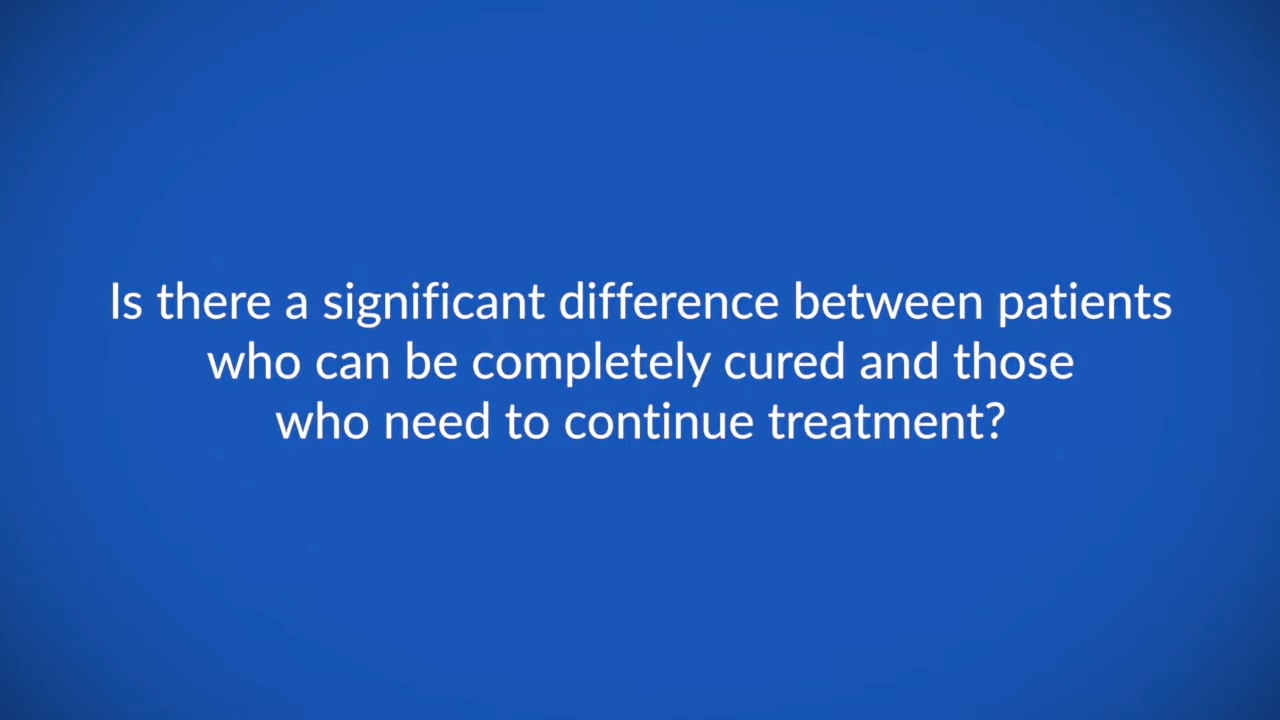 Is there a significant difference between patients
who can be completely cured and those
who need to continue treatment?